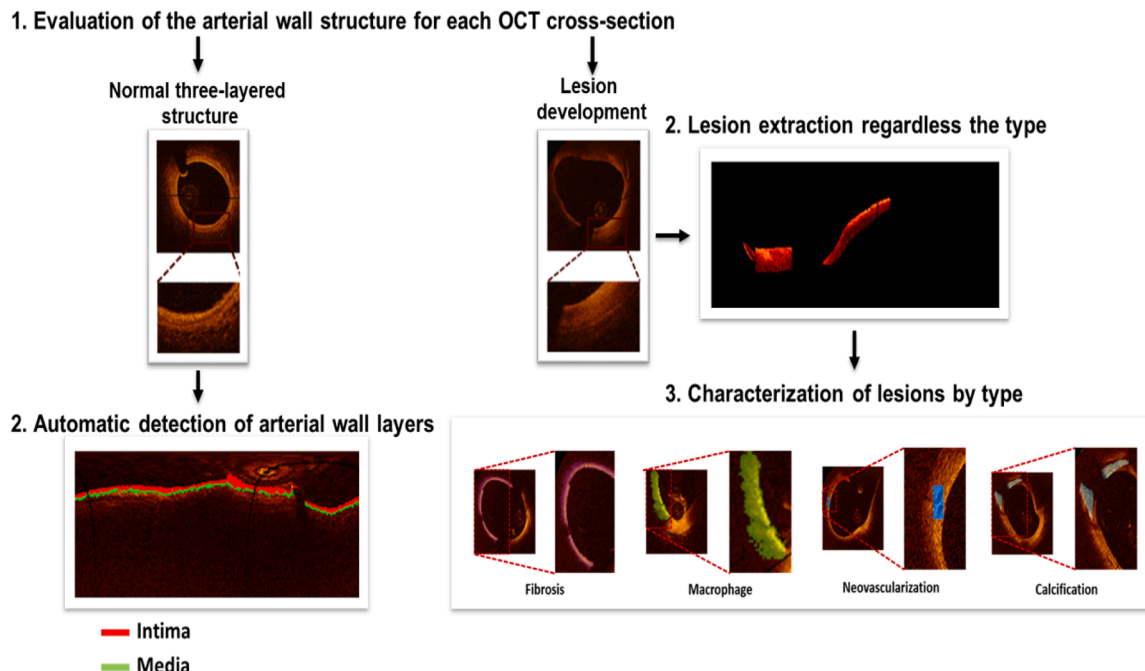 1. Evaluation of the arterial wall structure for each OCT cross-section
Normal three-layered
structure
Lesion
development
2. Lesion extraction regardless the type
2. Automatic detection of arterial wall layers
3. Characterization of lesions by type
Fibrosis
Macrophage
Neovascularization
Calcification
Intima
Media